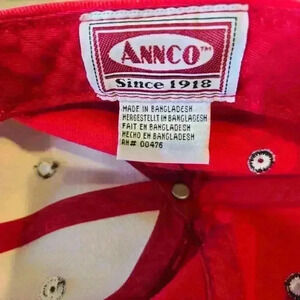 ANNCO™
Since 1918
MADE IN BANGLADESH
HERGESTELLT IN BANGLADESH
FAIT EN BANGLADESH
HECHO EN BANGLADESH
RN# 00476